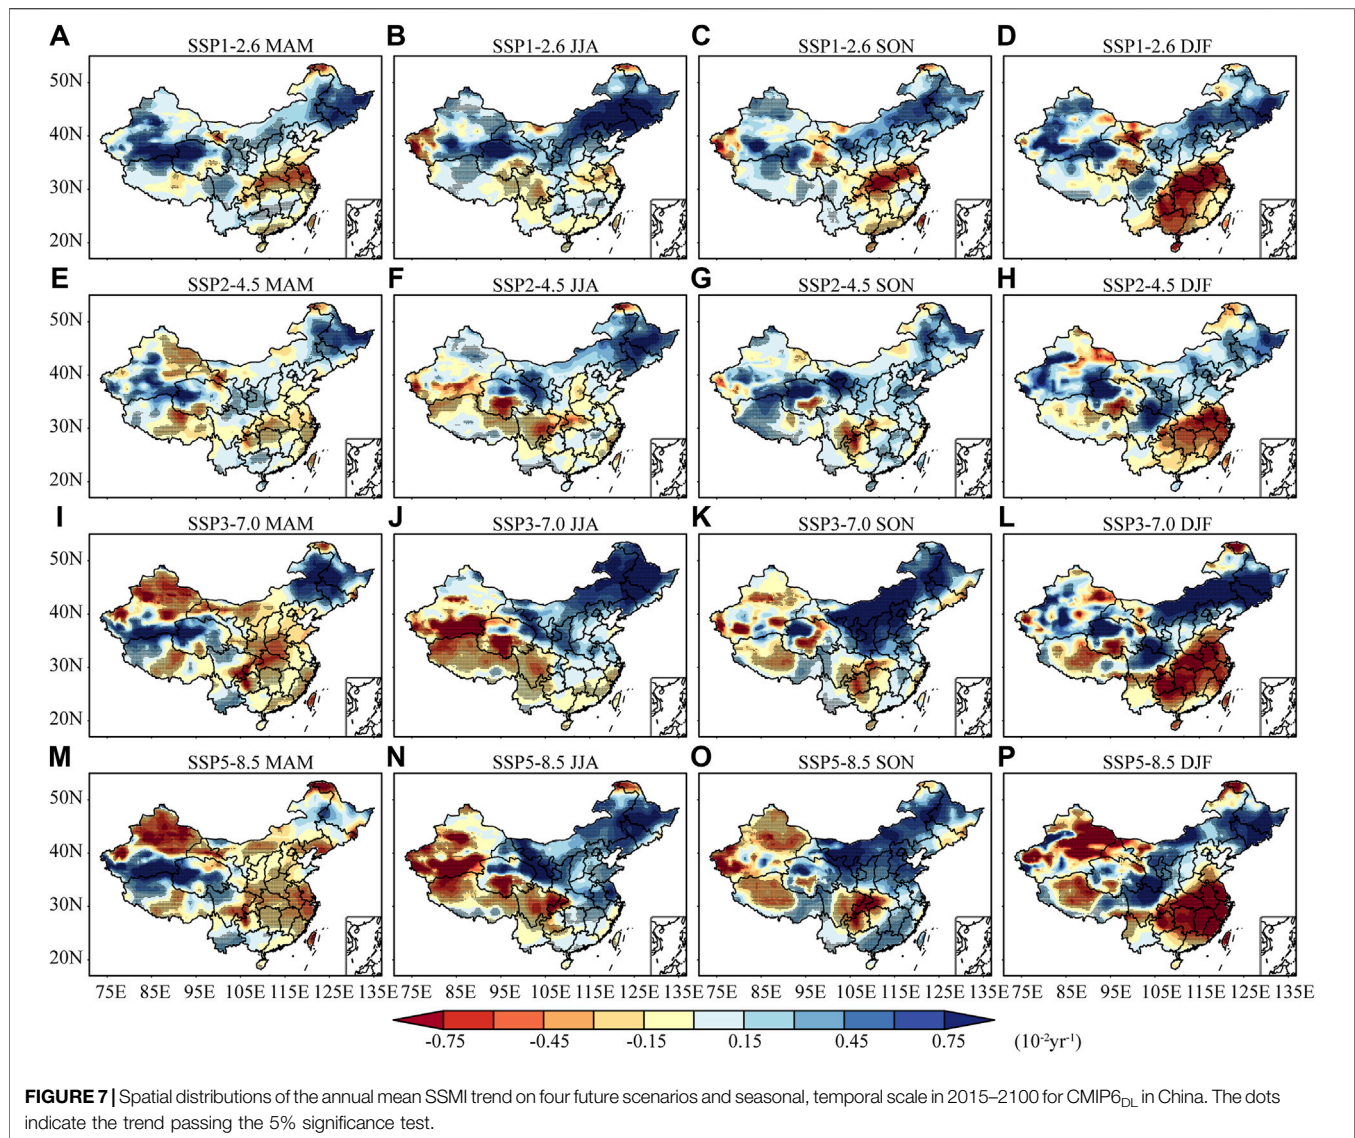 A B C D
SSP1-2.6 MAM SSP1-2.6 JJA SSP1-2.6 SON SSP1-2.6 DJF
50N
40N
30N
20N
E F G H
SSP2-4.5 MAM SSP2-4.5 JJA SSP2-4.5 SON SSP2-4.5 DJF
50N
40N
30N
20N
I J K L
SSP3-7.0 MAM SSP3-7.0 JJA SSP3-7.0 SON SSP3-7.0 DJF
50N
40N
30N
20N
M N O P
SSP5-8.5 MAM SSP5-8.5 JJA SSP5-8.5 SON SSP5-8.5 DJF
50N
40N
30N
20N
75E 85E 95E 105E 115E 125E 135E 75E 85E 95E 105E 115E 125E 135E 75E 85E 95E 105E 115E 125E 135E 75E 85E 95E 105E 115E 125E 135E
-0.75 -0.45 -0.15 0.15 0.45 0.75 (10⁻²yr⁻¹)
FIGURE 7 | Spatial distributions of the annual mean SSMI trend on four future scenarios and seasonal, temporal scale in 2015–2100 for CMIP6DL in China. The dots
indicate the trend passing the 5% significance test.